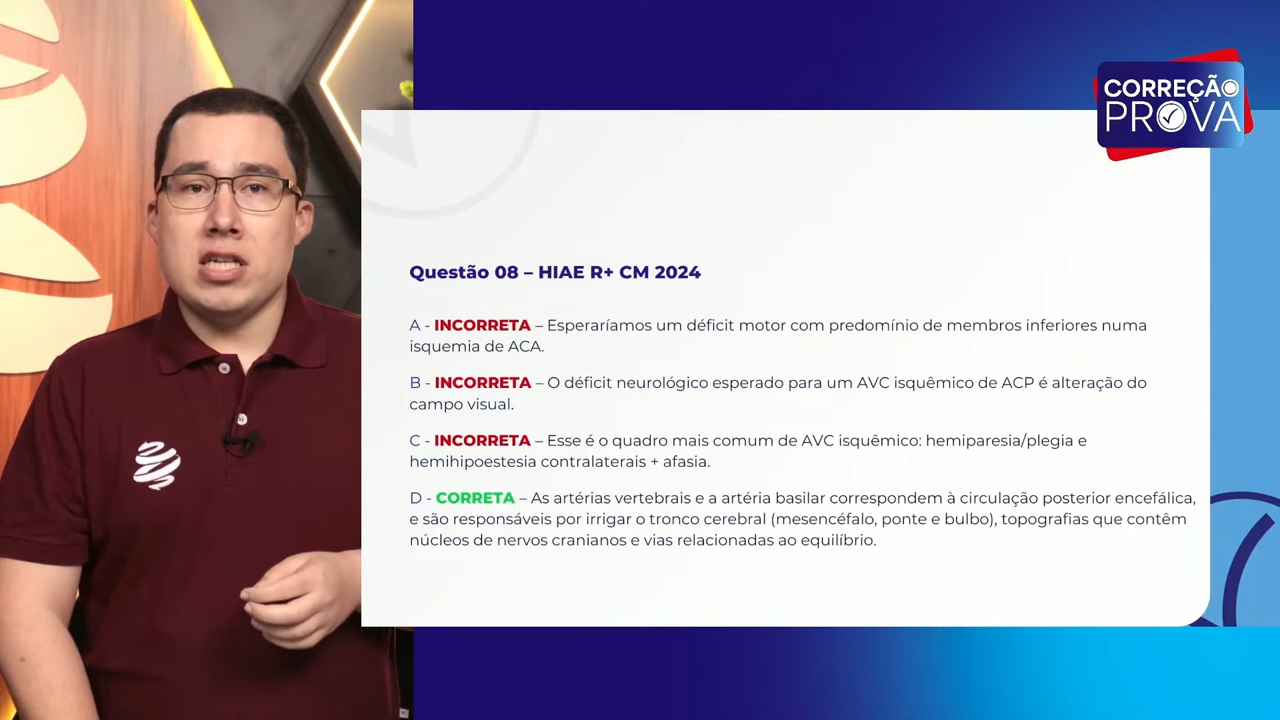 CORREÇÃO
PROVA
Questão 08 – HIAE R+ CM 2024
A - INCORRETA – Esperaríamos um déficit motor com predomínio de membros inferiores numa
isquemia de ACA.
B - INCORRETA – O déficit neurológico esperado para um AVC isquêmico de ACP é alteração do
campo visual.
C - INCORRETA – Esse é o quadro mais comum de AVC isquêmico: hemiparesia/plegia e
hemihipoestesia contralaterais + afasia.
D - CORRETA – As artérias vertebrais e a artéria basilar correspondem à circulação posterior encefálica,
e são responsáveis por irrigar o tronco cerebral (mesencéfalo, ponte e bulbo), topografias que contêm
núcleos de nervos cranianos e vias relacionadas ao equilíbrio.